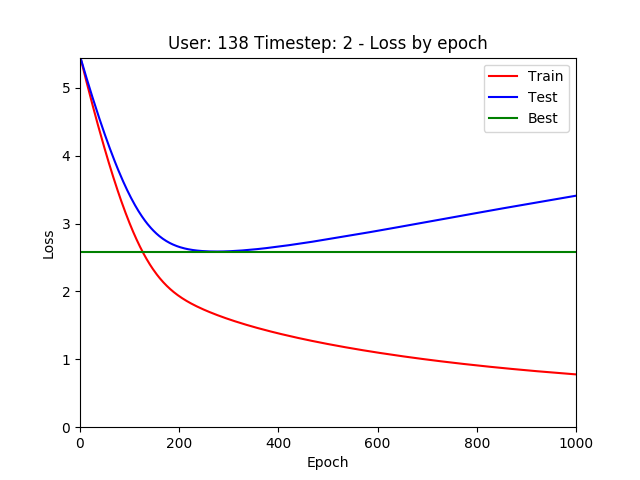 User: 138 Timestep: 2 - Loss by epoch
Train
Test
Best
5
4
3
2
1
0
Loss
0 200 400 600 800 1000
Epoch